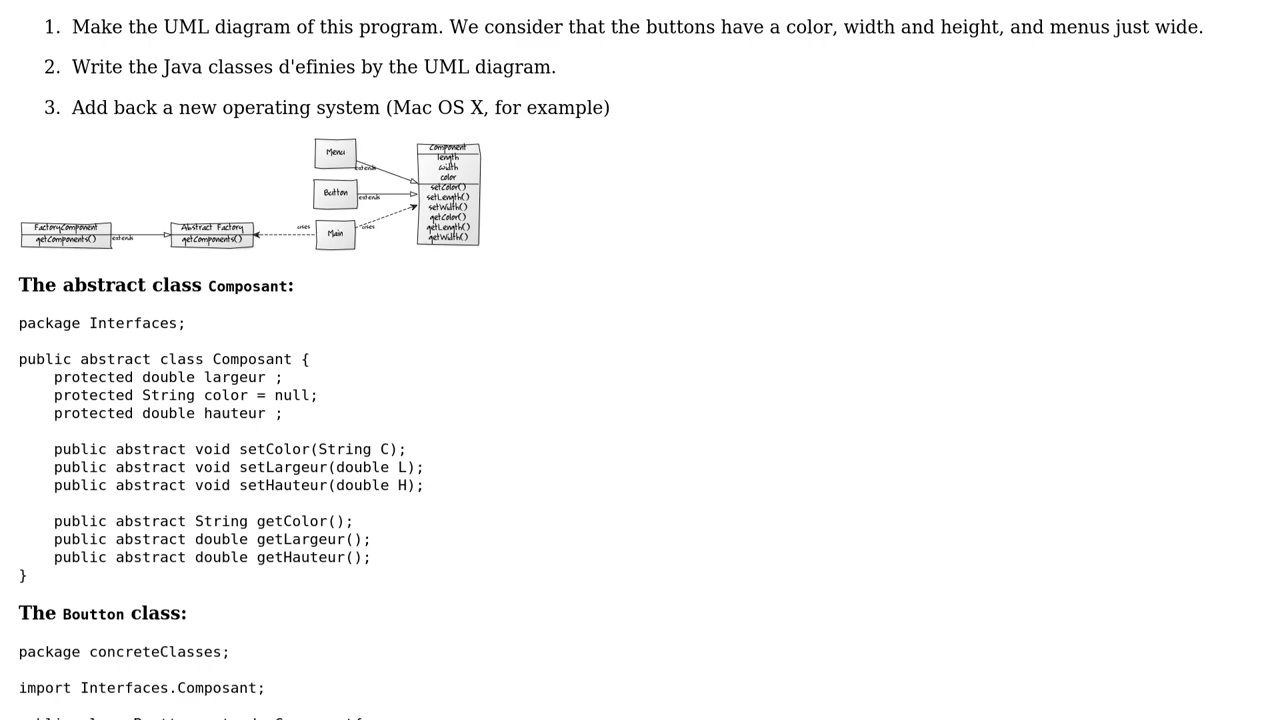 1. Make the UML diagram of this program. We consider that the buttons have a color, width and height, and menus just wide.
2. Write the Java classes d'efinies by the UML diagram.
3. Add back a new operating system (Mac OS X, for example)
Menu
extends
Button
extends
Main
uses
uses
Component
length
width
color
setColor()
setLength()
setWidth()
getColor()
getLength()
getWidth()
FactoryComponent
getComponents()
extends
Abstract Factory
getComponents()
The abstract class Composant:
package Interfaces;
public abstract class Composant {
protected double largeur ;
protected String color = null;
protected double hauteur ;
public abstract void setColor(String C);
public abstract void setLargeur(double L);
public abstract void setHauteur(double H);
public abstract String getColor();
public abstract double getLargeur();
public abstract double getHauteur();
}
The Boutton class:
package concreteClasses;
import Interfaces.Composant;